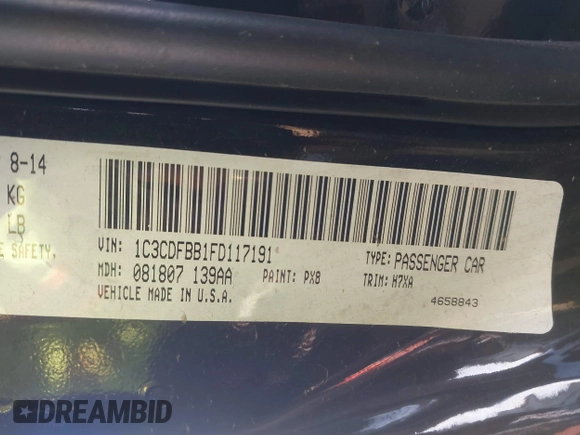 8-14
KG
LB
E SAFETY,
VIN: 1C3CDFBB1FD117191
TYPE: PASSENGER CAR
MDH: 081807 139AA
PAINT: PX8
TRIM: H7XA
VEHICLE MADE IN U.S.A.
4658843
DREAMBID